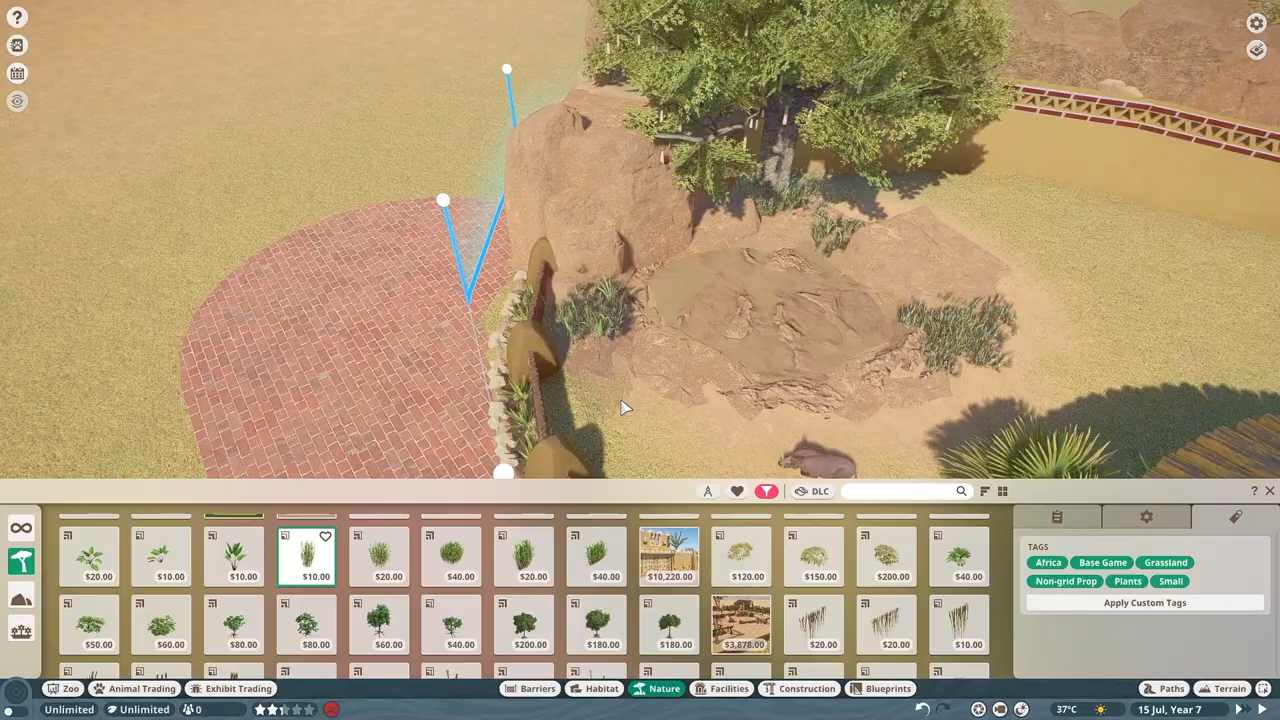 ?
DLC
?
$20.00 $10.00 $10.00 $10.00 $20.00 $40.00 $20.00 $40.00 $10,220.00 $120.00 $150.00 $200.00 $40.00
$50.00 $60.00 $80.00 $80.00 $60.00 $40.00 $200.00 $180.00 $180.00 $3,878.00 $20.00 $20.00 $10.00
TAGS
Africa Base Game Grassland
Non-grid Prop Plants Small
Apply Custom Tags
Zoo Animal Trading Exhibit Trading Barriers Habitat Nature Facilities Construction Blueprints Paths Terrain
Unlimited Unlimited 0 37°C 15 Jul, Year 7